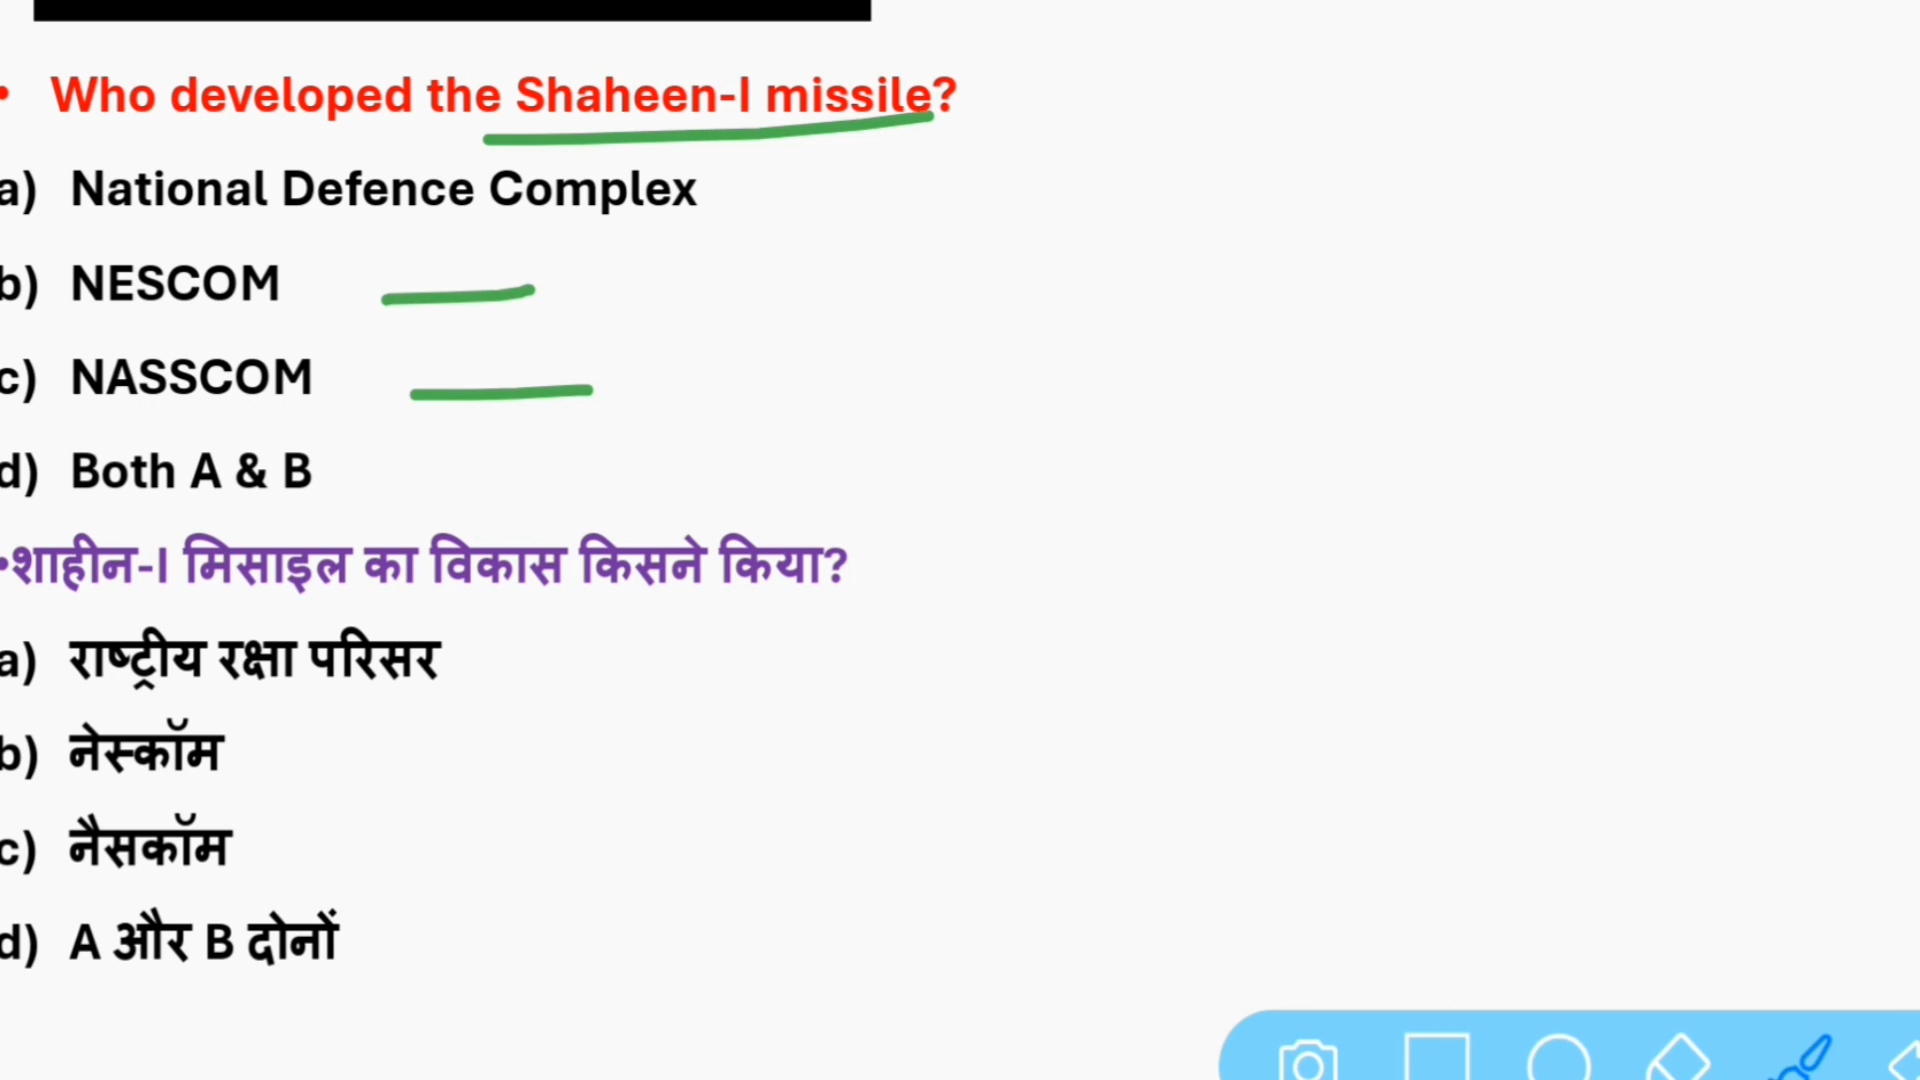 • Who developed the Shaheen-I missile?
a) National Defence Complex
b) NESCOM
c) NASSCOM
d) Both A & B
•शाहीन-I मिसाइल का विकास किसने किया?
a) राष्ट्रीय रक्षा परिसर
b) नेस्कॉम
c) नैसकॉम
d) A और B दोनों